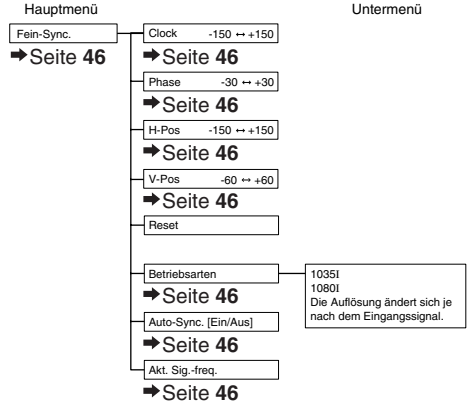 Hauptmenü
Untermenü
Fein-Sync.
➡Seite 46
Clock -150 ↔ +150
➡Seite 46
Phase -30 ↔ +30
➡Seite 46
H-Pos -150 ↔ +150
➡Seite 46
V-Pos -60 ↔ +60
➡Seite 46
Reset
Betriebsarten
➡Seite 46
1035I
1080I
Die Auflösung ändert sich je
nach dem Eingangssignal.
Auto-Sync. [Ein/Aus]
➡Seite 46
Akt. Sig.-freq.
➡Seite 46